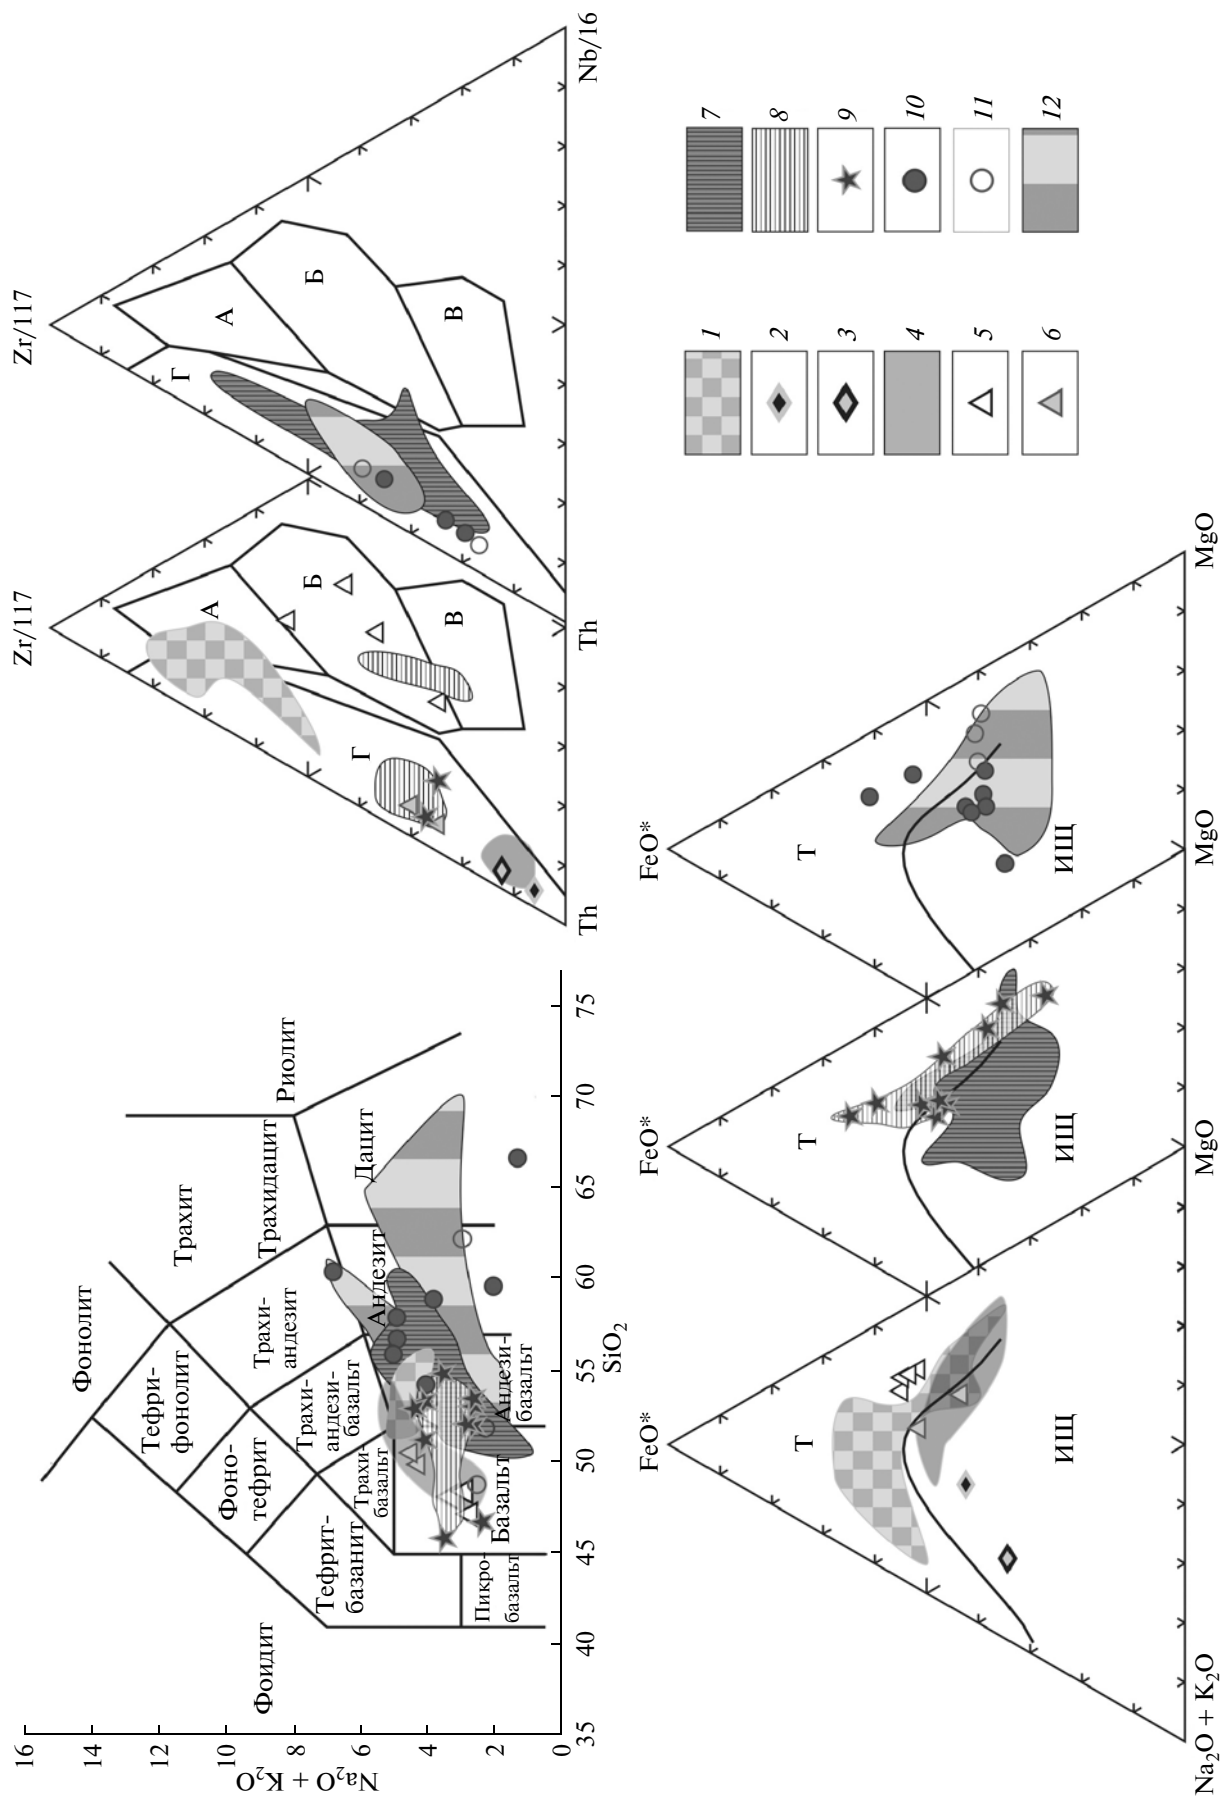 16
14
12
10
8
6
4
2
0
Na₂O + K₂O
35
40
45
50
55
60
65
70
75
SiO₂
Фонолит
Тефри-
фонолит
Фоно-
тефрит
Фоидит
Тефрит-
базанит
Пикро-
базальт
Базальт
Трахи-
базальт
Трахи-
андези-
базальт
Трахи-
андезит
Трахит
Трахидацит
Риолит
Дацит
Андезит
Андези-
базальт
Zr/117
А
Б
В
Г
Th
Zr/117
А
Б
В
Г
Th
Nb/16
FeO*
Т
ИЩ
Na₂O + K₂O
FeO*
Т
ИЩ
MgO
FeO*
Т
ИЩ
MgO
MgO
1
2
3
4
5
6
7
8
9
10
11
12